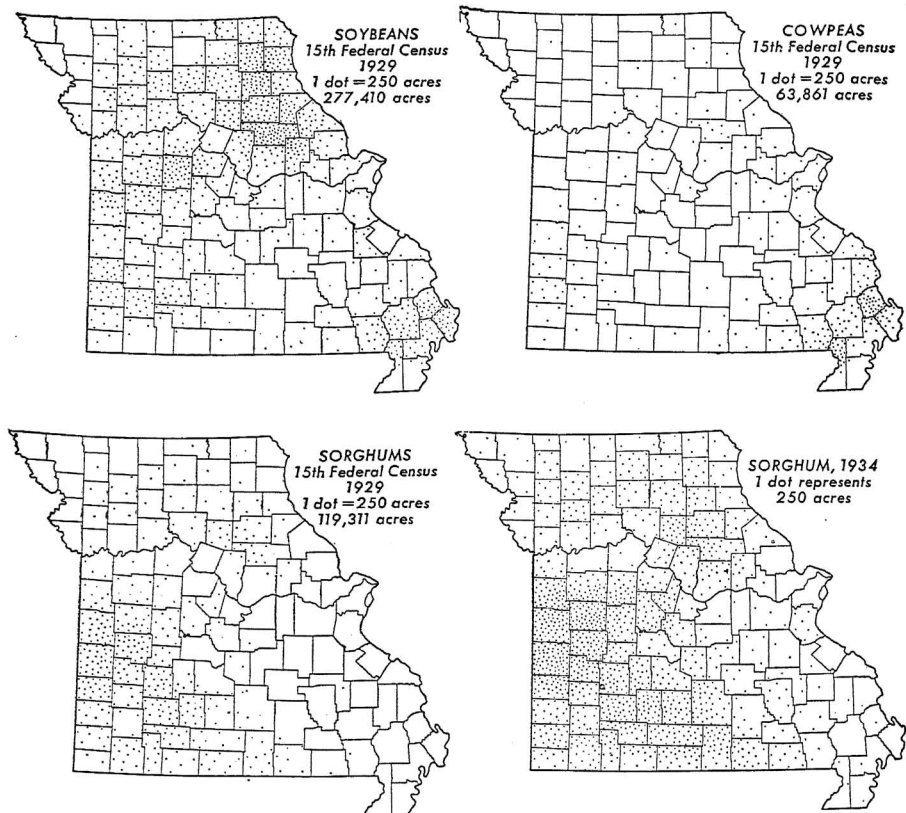 SOYBEANS
15th Federal Census
1929
1 dot = 250 acres
277,410 acres
COWPEAS
15th Federal Census
1929
1 dot = 250 acres
63,861 acres
SORGHUMS
15th Federal Census
1929
1 dot = 250 acres
119,311 acres
SORGHUM, 1934
1 dot represents
250 acres